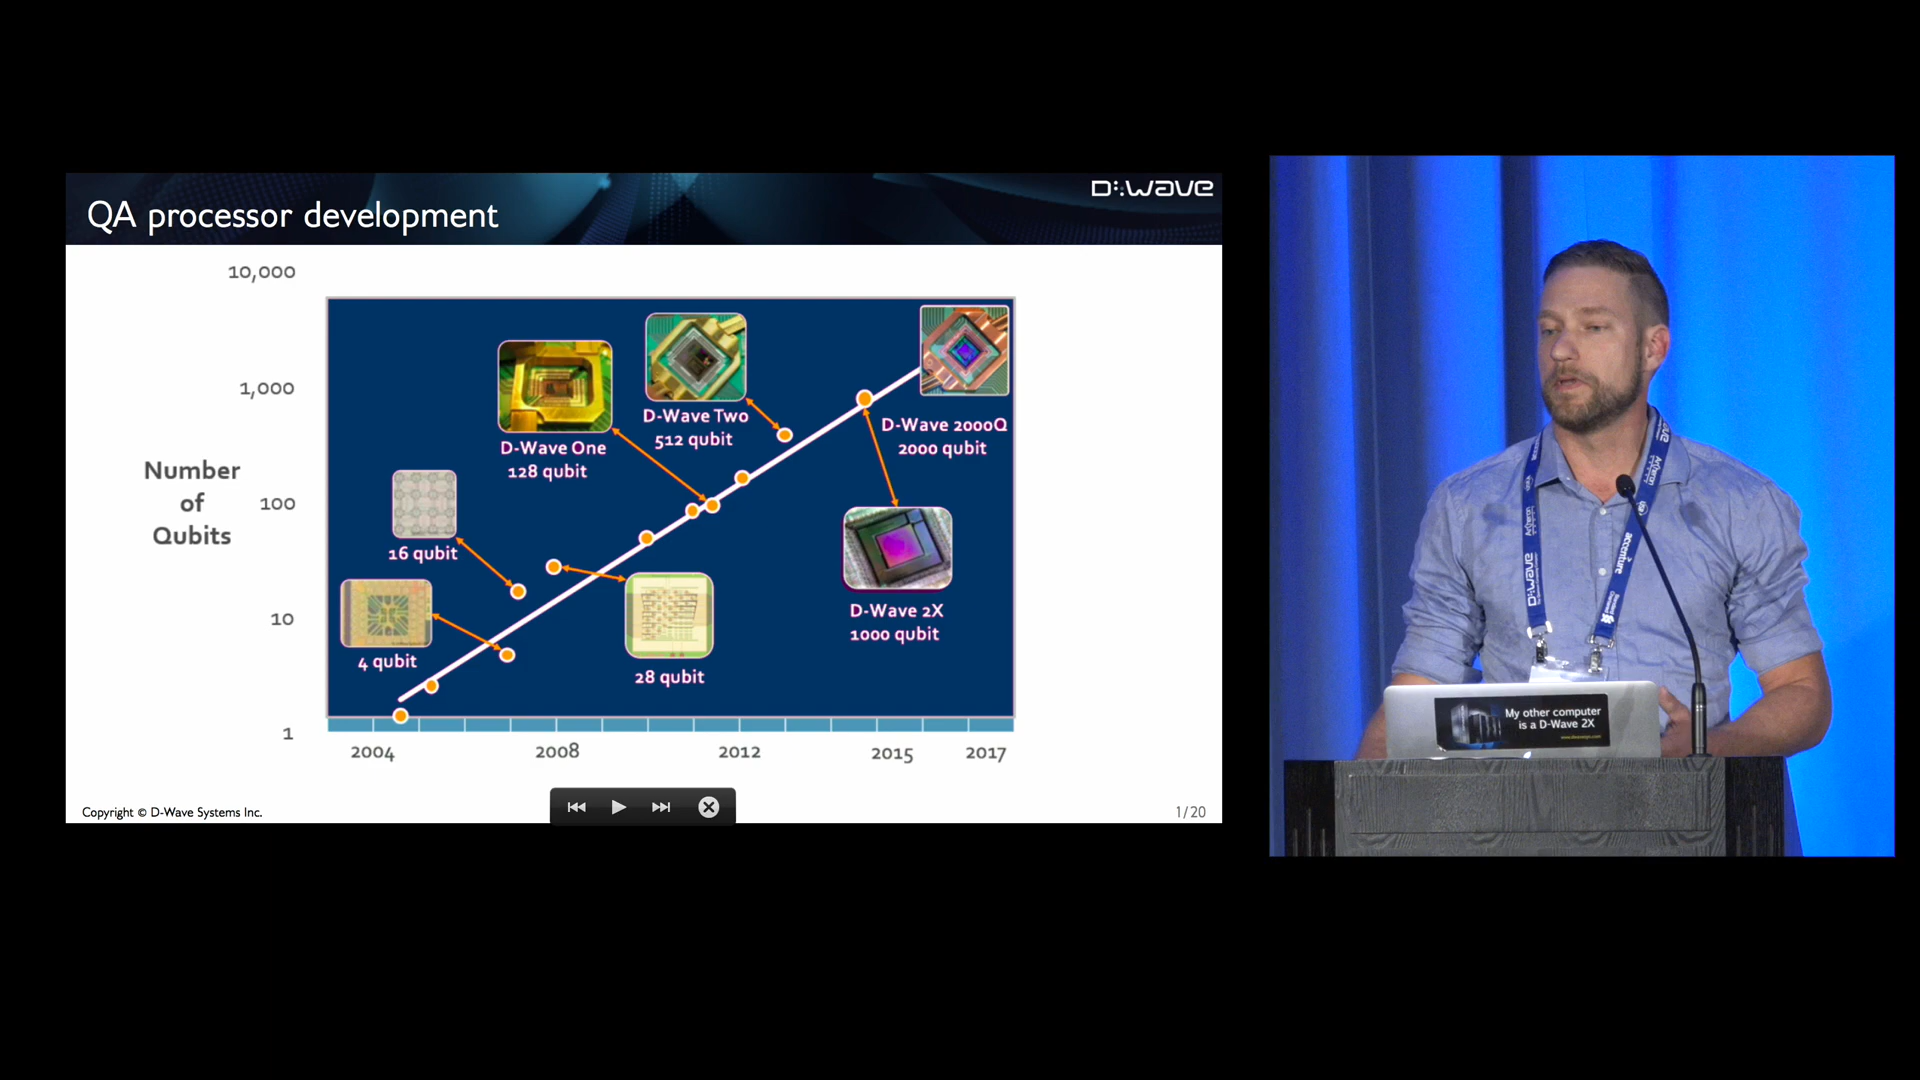 QA processor development
D:Wave
10,000
1,000
100
10
1
Number
of
Qubits
4 qubit
16 qubit
D-Wave One
128 qubit
D-Wave Two
512 qubit
28 qubit
D-Wave 2X
1000 qubit
D-Wave 2000Q
2000 qubit
2004
2008
2012
2015
2017
Copyright © D-Wave Systems Inc.
1/20
accenture
D:Wave
My other computer
is a D-Wave 2X